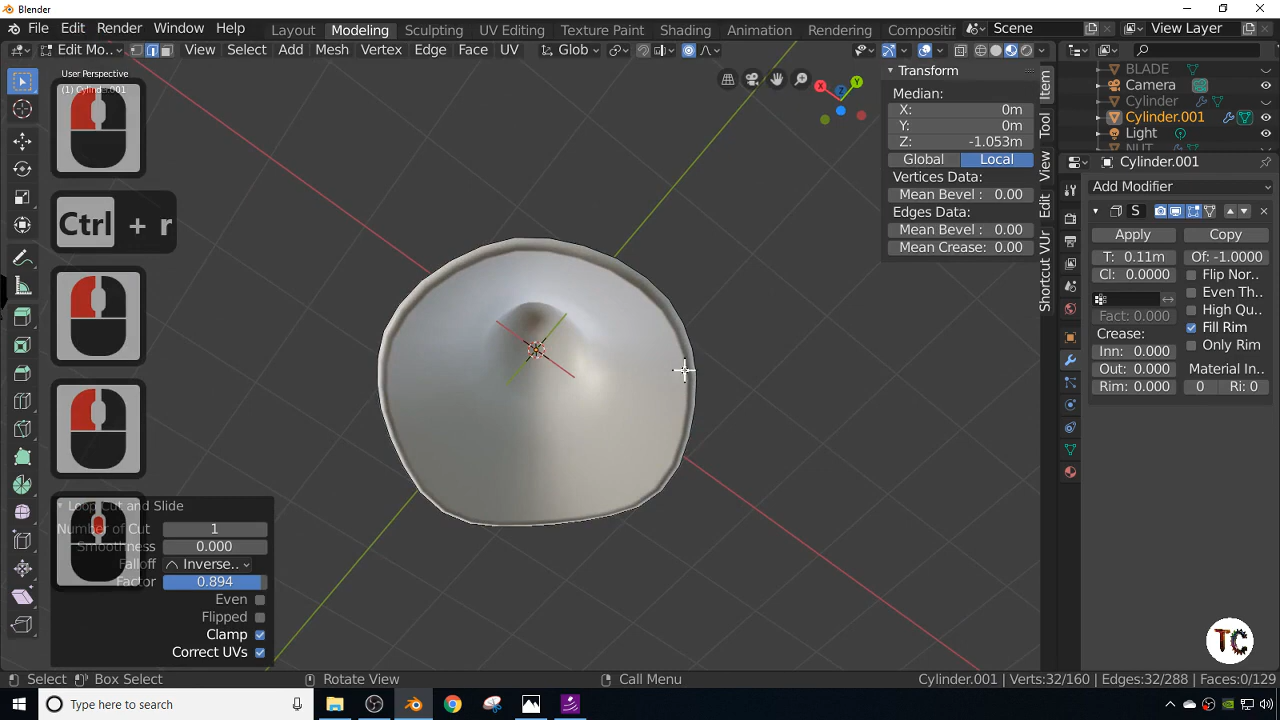 Blender
File Edit Render Window Help Layout Modeling Sculpting UV Editing Texture Paint Shading Animation Rendering Scene View Layer
Edit Mo.. View Select Add Mesh Vertex Edge Face UV Glob
User Perspective
(1) Cylinder.001
Ctrl + r
Loop Cut and Slide
Number of Cut 1
Smoothness 0.000
Falloff Inverse..
Factor 0.894
Even
Flipped
Clamp
Correct UVs
X
Y
Z
Transform
Median:
X: 0m
Y: 0m
Z: -1.053m
Global Local
Vertices Data:
Mean Bevel : 0.00
Edges Data:
Mean Bevel : 0.00
Mean Crease: 0.00
Item
Tool
View
Edit
Shortcut VUr
BLADE
Camera
Cylinder
Cylinder.001
Light
NUT
Cylinder.001
Add Modifier
S
Apply Copy
T: 0.11m Of: -1.0000
Cl: 0.0000 Flip Nor..
Even Th..
Fact: 0.000 High Qu..
Crease: Fill Rim
Inn: 0.000 Only Rim
Out: 0.000 Material In..
Rim: 0.000 0 Ri: 0
TC
Select Box Select Rotate View Call Menu Cylinder.001 | Verts:32/160 | Edges:32/288 | Faces:0/129
Type here to search